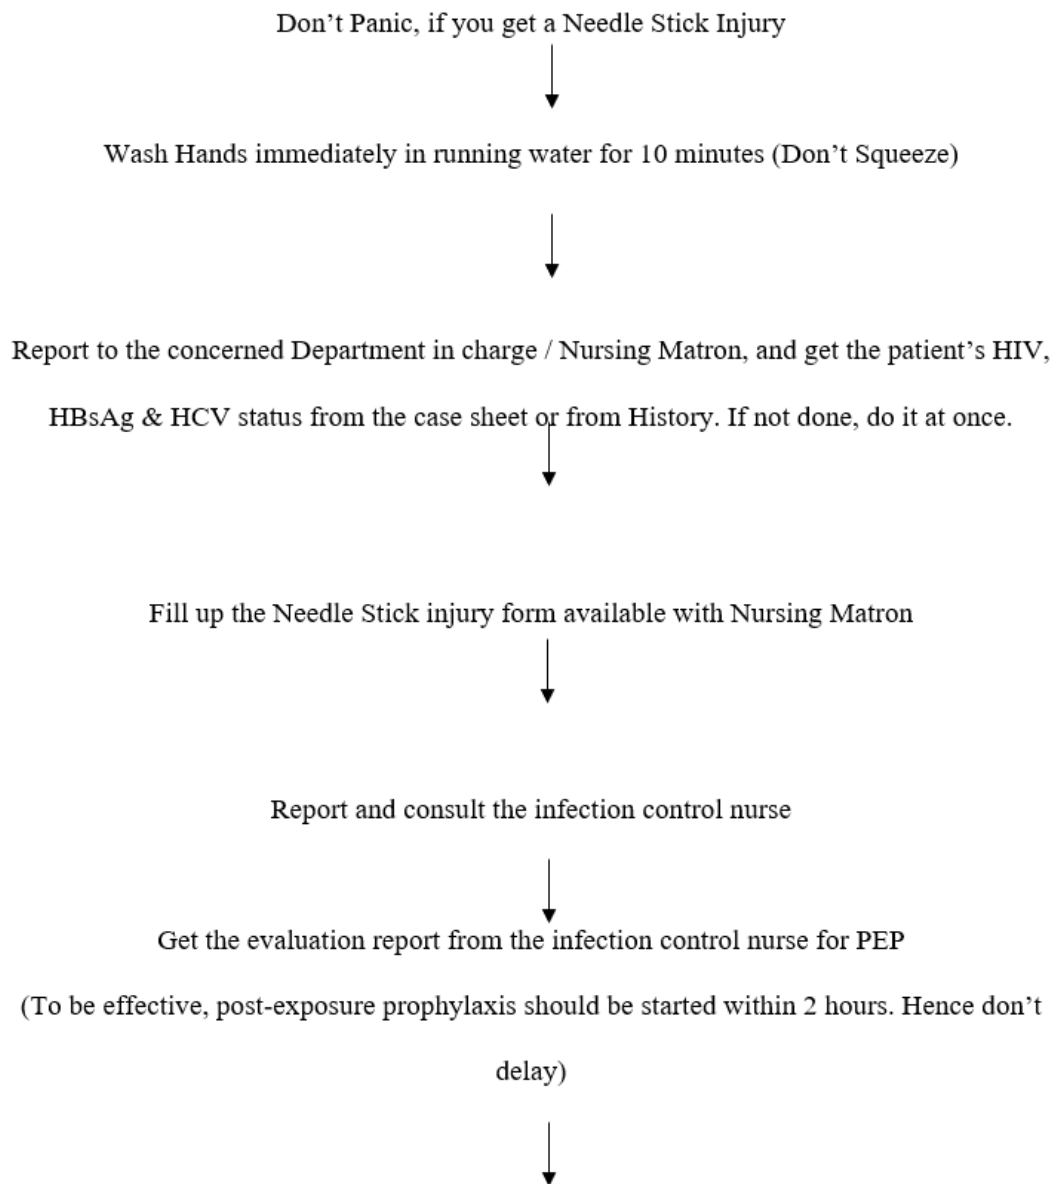 Don’t Panic, if you get a Needle Stick Injury
Wash Hands immediately in running water for 10 minutes (Don’t Squeeze)
Report to the concerned Department in charge / Nursing Matron, and get the patient’s HIV,
HBsAg & HCV status from the case sheet or from History. If not done, do it at once.
Fill up the Needle Stick injury form available with Nursing Matron
Report and consult the infection control nurse
Get the evaluation report from the infection control nurse for PEP
(To be effective, post-exposure prophylaxis should be started within 2 hours. Hence don’t
delay)